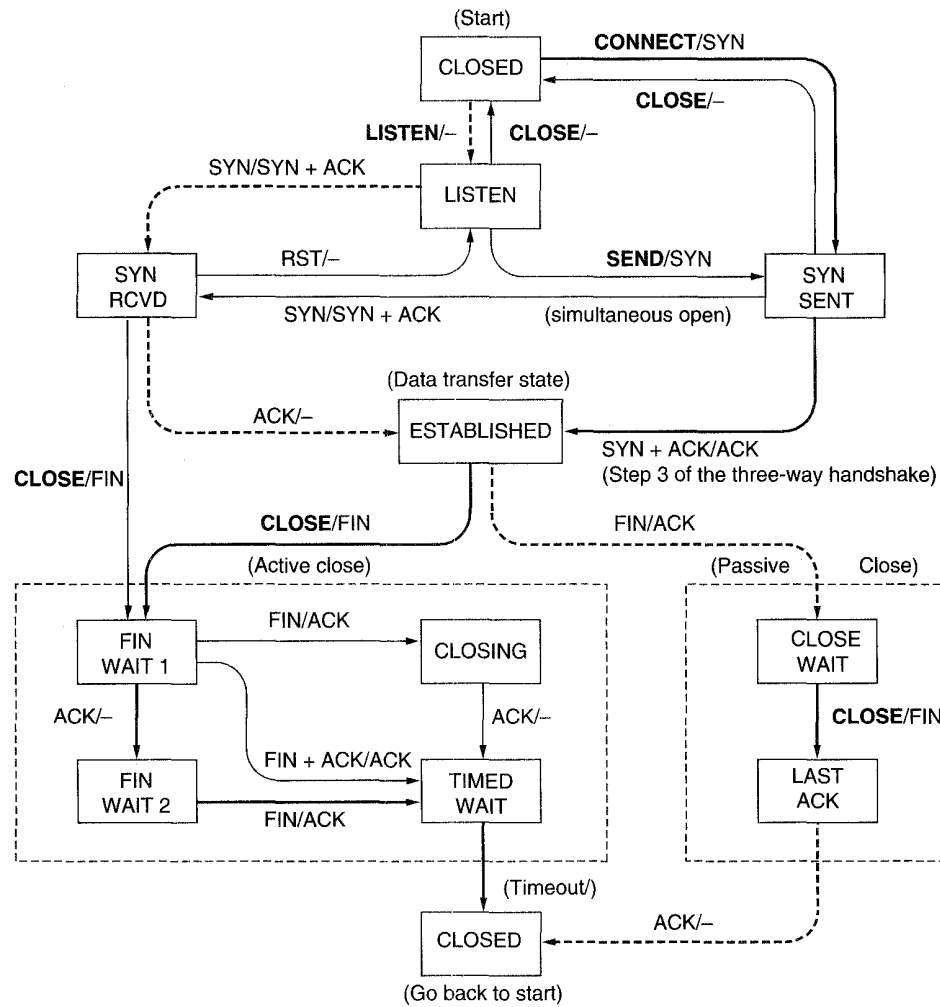 (Start)
CLOSED
CONNECT/SYN
CLOSE/–
LISTEN/–
CLOSE/–
SYN/SYN + ACK
LISTEN
SYN
RCVD
RST/–
SEND/SYN
SYN
SENT
SYN/SYN + ACK
(simultaneous open)
(Data transfer state)
ACK/–
ESTABLISHED
SYN + ACK/ACK
(Step 3 of the three-way handshake)
CLOSE/FIN
CLOSE/FIN
FIN/ACK
(Active close)
(Passive
Close)
FIN
WAIT 1
FIN/ACK
CLOSING
CLOSE
WAIT
ACK/–
ACK/–
CLOSE/FIN
FIN + ACK/ACK
FIN
WAIT 2
FIN/ACK
TIMED
WAIT
LAST
ACK
(Timeout/)
CLOSED
ACK/–
(Go back to start)